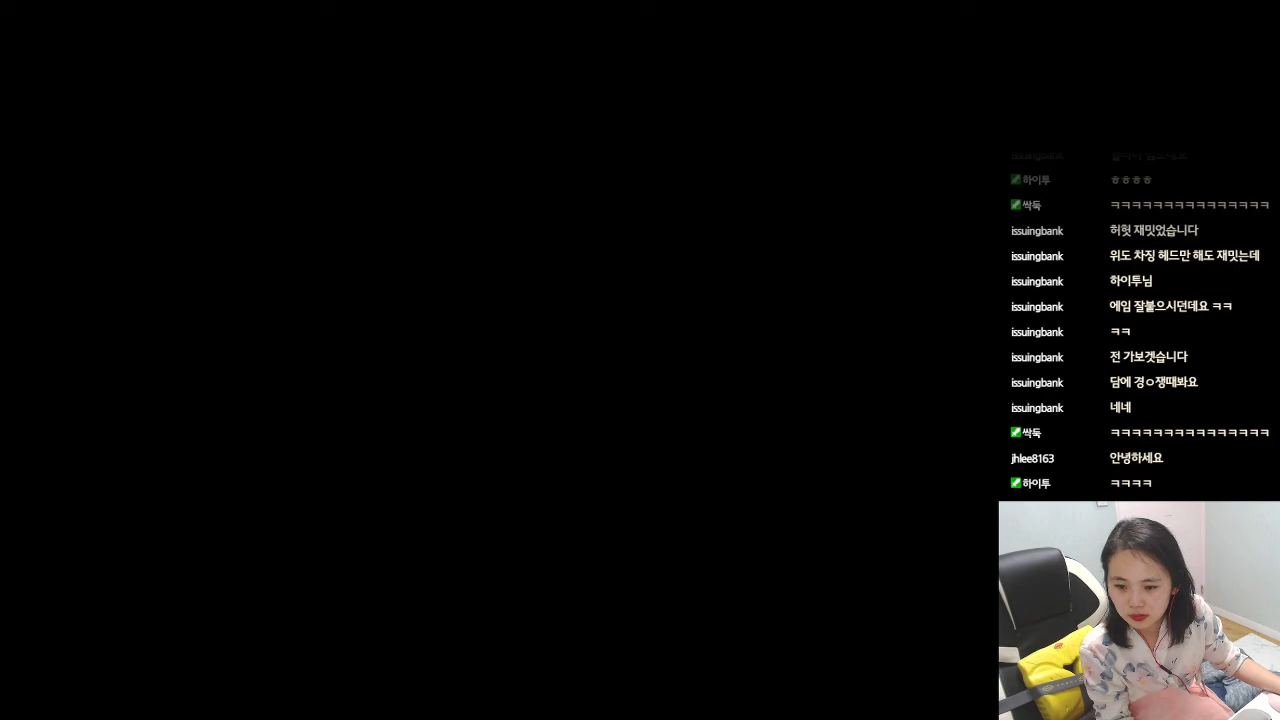 하이투 ㅎㅎㅎㅎ
싹둑 ㅋㅋㅋㅋㅋㅋㅋㅋㅋㅋㅋㅋㅋㅋㅋ
issuingbank 허헛 재밋었습니다
issuingbank 위도 차징 헤드만 해도 재밋는데
issuingbank 하이투님
issuingbank 에임 잘붙으시던데요 ㅋㅋ
issuingbank ㅋㅋ
issuingbank 전 가보겟습니다
issuingbank 담에 경ㅇ쟁때봐요
issuingbank 네네
싹둑 ㅋㅋㅋㅋㅋㅋㅋㅋㅋㅋㅋㅋㅋㅋㅋ
jhlee8163 안녕하세요
하이투 ㅋㅋㅋㅋ